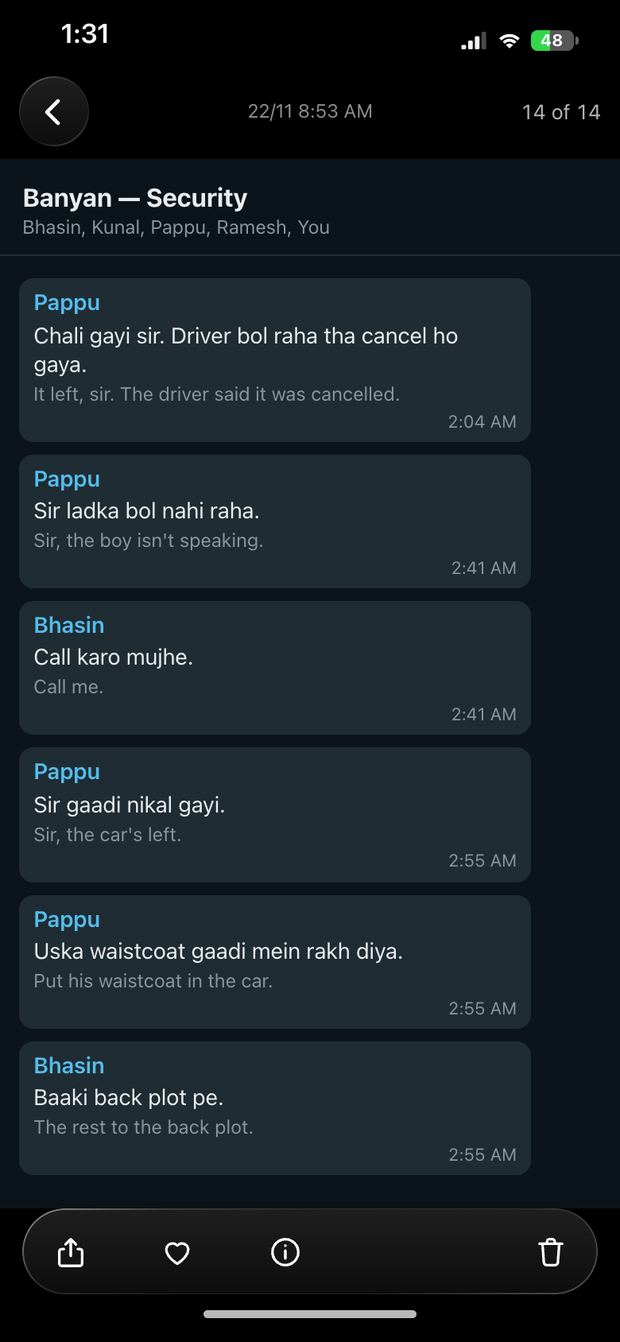 1:31
48
22/11 8:53 AM
14 of 14
Banyan — Security
Bhasin, Kunal, Pappu, Ramesh, You
Pappu
Chali gayi sir. Driver bol raha tha cancel ho
gaya.
It left, sir. The driver said it was cancelled.
2:04 AM
Pappu
Sir ladka bol nahi raha.
Sir, the boy isn't speaking.
2:41 AM
Bhasin
Call karo mujhe.
Call me.
2:41 AM
Pappu
Sir gaadi nikal gayi.
Sir, the car's left.
2:55 AM
Pappu
Uska waistcoat gaadi mein rakh diya.
Put his waistcoat in the car.
2:55 AM
Bhasin
Baaki back plot pe.
The rest to the back plot.
2:55 AM